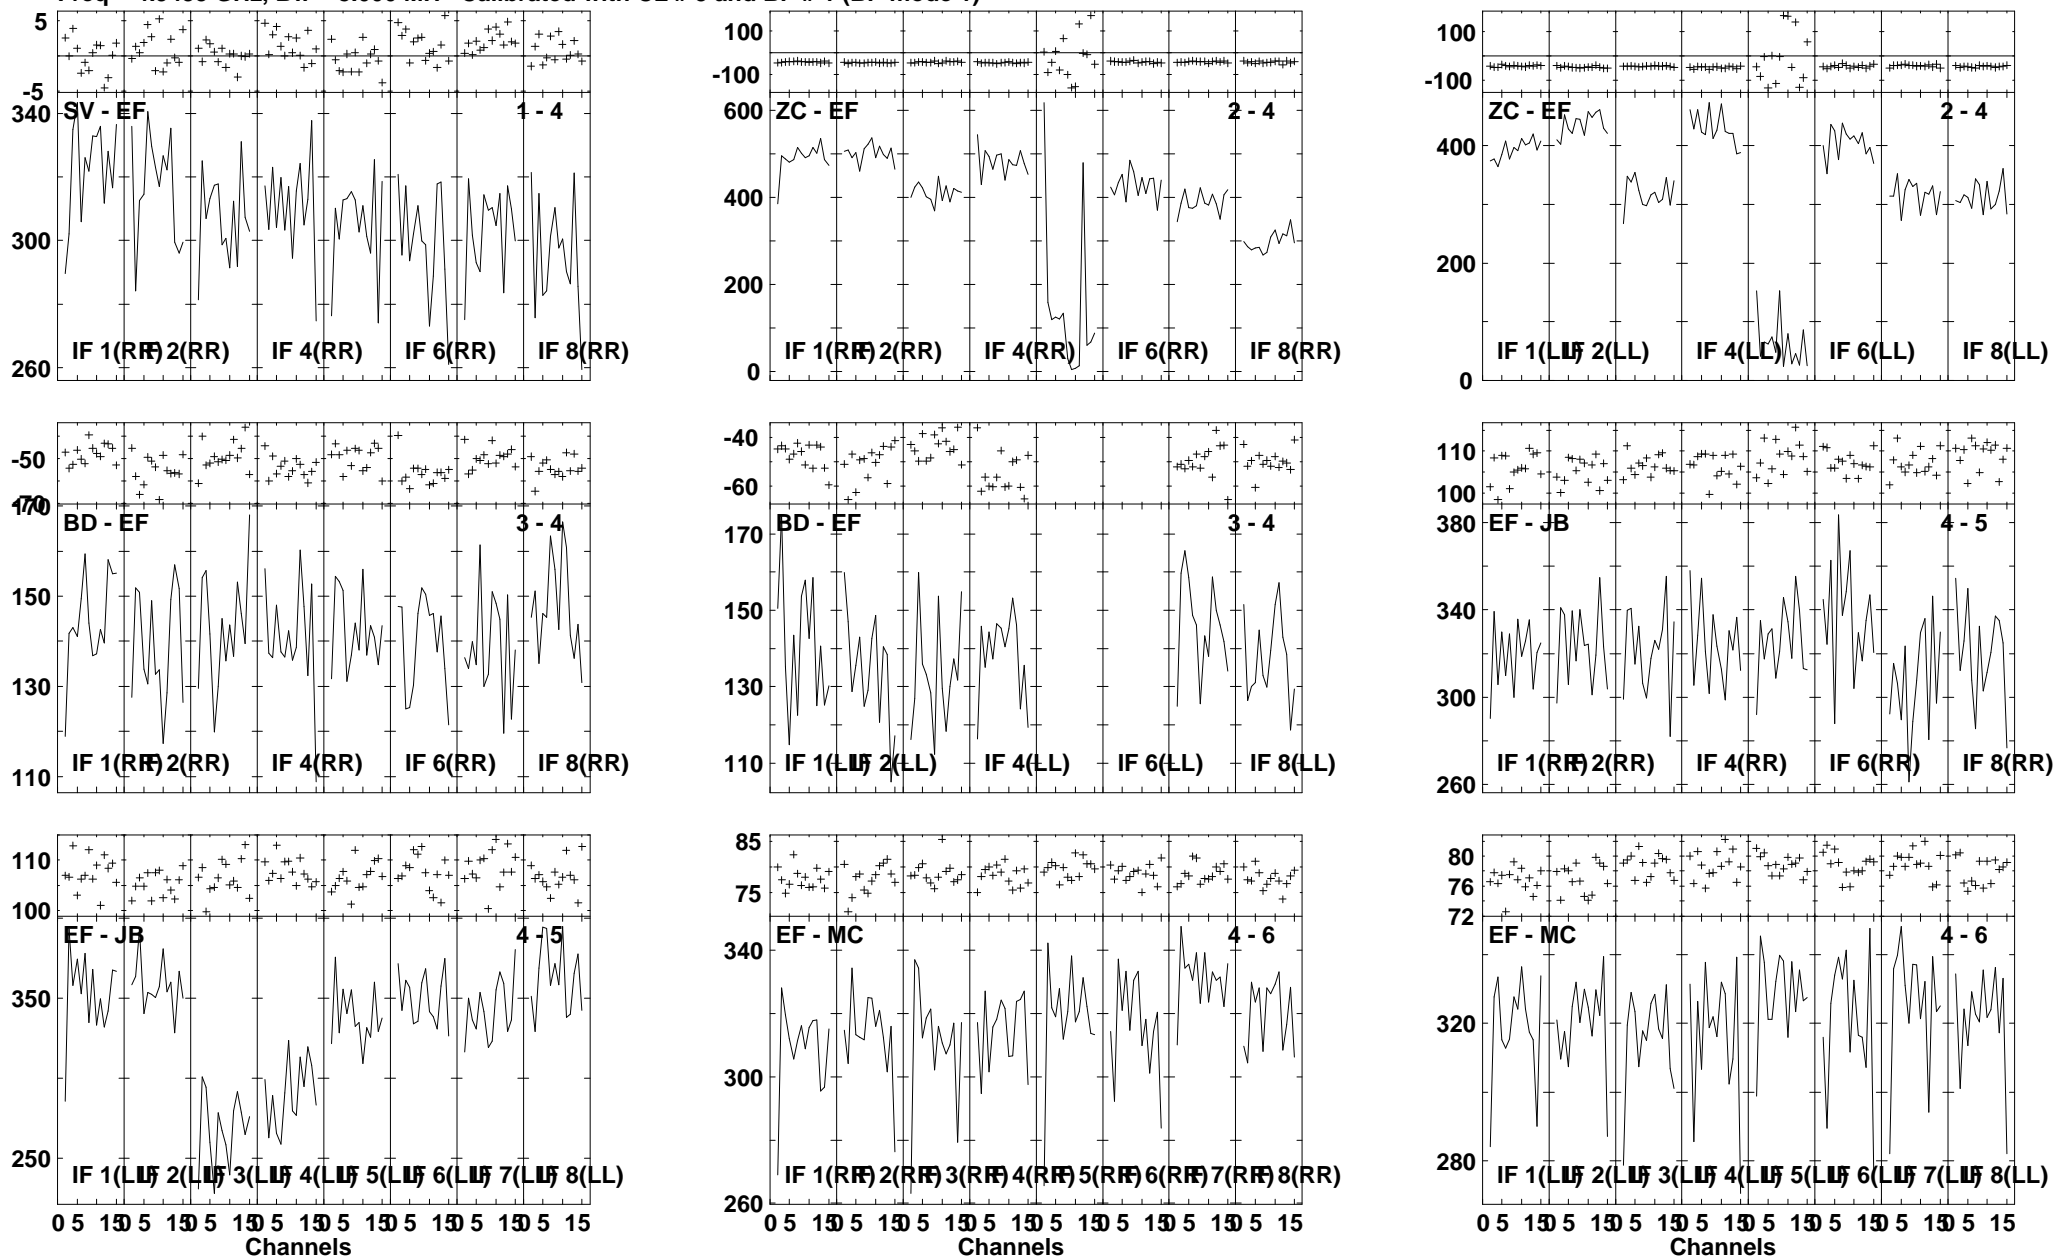 5
-5
340
300
260
SV - EF
1 - 4
IF 1(RR)
IF 2(RR)
IF 4(RR)
IF 6(RR)
IF 8(RR)
100
-100
600
400
200
0
ZC - EF
2 - 4
IF 1(RR)
IF 2(RR)
IF 4(RR)
IF 6(RR)
IF 8(RR)
100
-100
400
200
0
ZC - EF
2 - 4
IF 1(LL)
IF 2(LL)
IF 4(LL)
IF 6(LL)
IF 8(LL)
-50
-70
170
150
130
110
BD - EF
3 - 4
IF 1(RR)
IF 2(RR)
IF 4(RR)
IF 6(RR)
IF 8(RR)
-40
-60
170
150
130
110
BD - EF
3 - 4
IF 1(LL)
IF 2(LL)
IF 4(LL)
IF 6(LL)
IF 8(LL)
110
100
380
340
300
260
EF - JB
4 - 5
IF 1(RR)
IF 2(RR)
IF 4(RR)
IF 6(RR)
IF 8(RR)
110
100
350
250
EF - JB
4 - 5
IF 1(LL)
IF 2(LL)
IF 3(LL)
IF 4(LL)
IF 5(LL)
IF 6(LL)
IF 7(LL)
IF 8(LL)
0 5 15 0 5 15 0 5 15 0 5 15 0 5 15 0 5 15 0 5 15 0 5 15
Channels
85
75
340
300
260
EF - MC
4 - 6
IF 1(RR)
IF 2(RR)
IF 3(RR)
IF 4(RR)
IF 5(RR)
IF 6(RR)
IF 7(RR)
IF 8(RR)
0 5 15 0 5 15 0 5 15 0 5 15 0 5 15 0 5 15 0 5 15 0 5 15
Channels
80
76
72
320
280
EF - MC
4 - 6
IF 1(LL)
IF 2(LL)
IF 3(LL)
IF 4(LL)
IF 5(LL)
IF 6(LL)
IF 7(LL)
IF 8(LL)
0 5 15 0 5 15 0 5 15 0 5 15 0 5 15 0 5 15 0 5 15 0 5 15
Channels